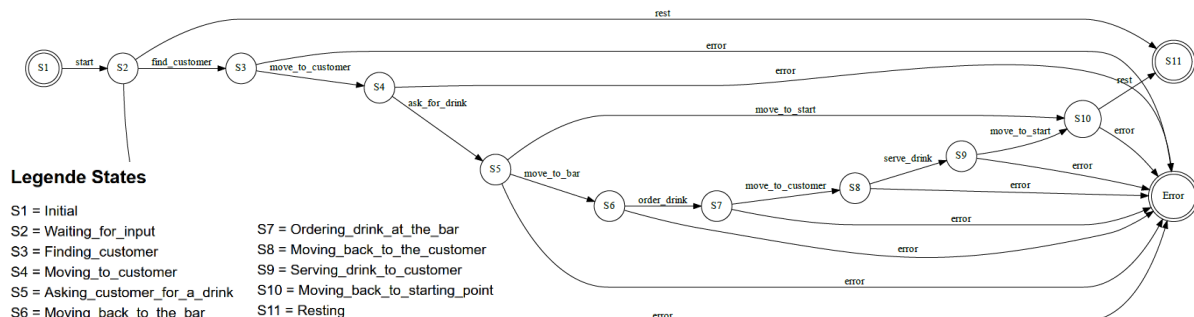 rest
error
S1
start
S2
find_customer
S3
move_to_customer
S4
error
rest
S11
ask_for_drink
move_to_start
S10
S5
move_to_bar
S6
order_drink
S7
move_to_customer
S8
serve_drink
S9
move_to_start
error
error
error
error
error
error
error
Error
Legende States
S1 = Initial
S2 = Waiting_for_input
S3 = Finding_customer
S4 = Moving_to_customer
S5 = Asking_customer_for_a_drink
S6 = Moving_back_to_the_bar
S7 = Ordering_drink_at_the_bar
S8 = Moving_back_to_the_customer
S9 = Serving_drink_to_customer
S10 = Moving_back_to_starting_point
S11 = Resting